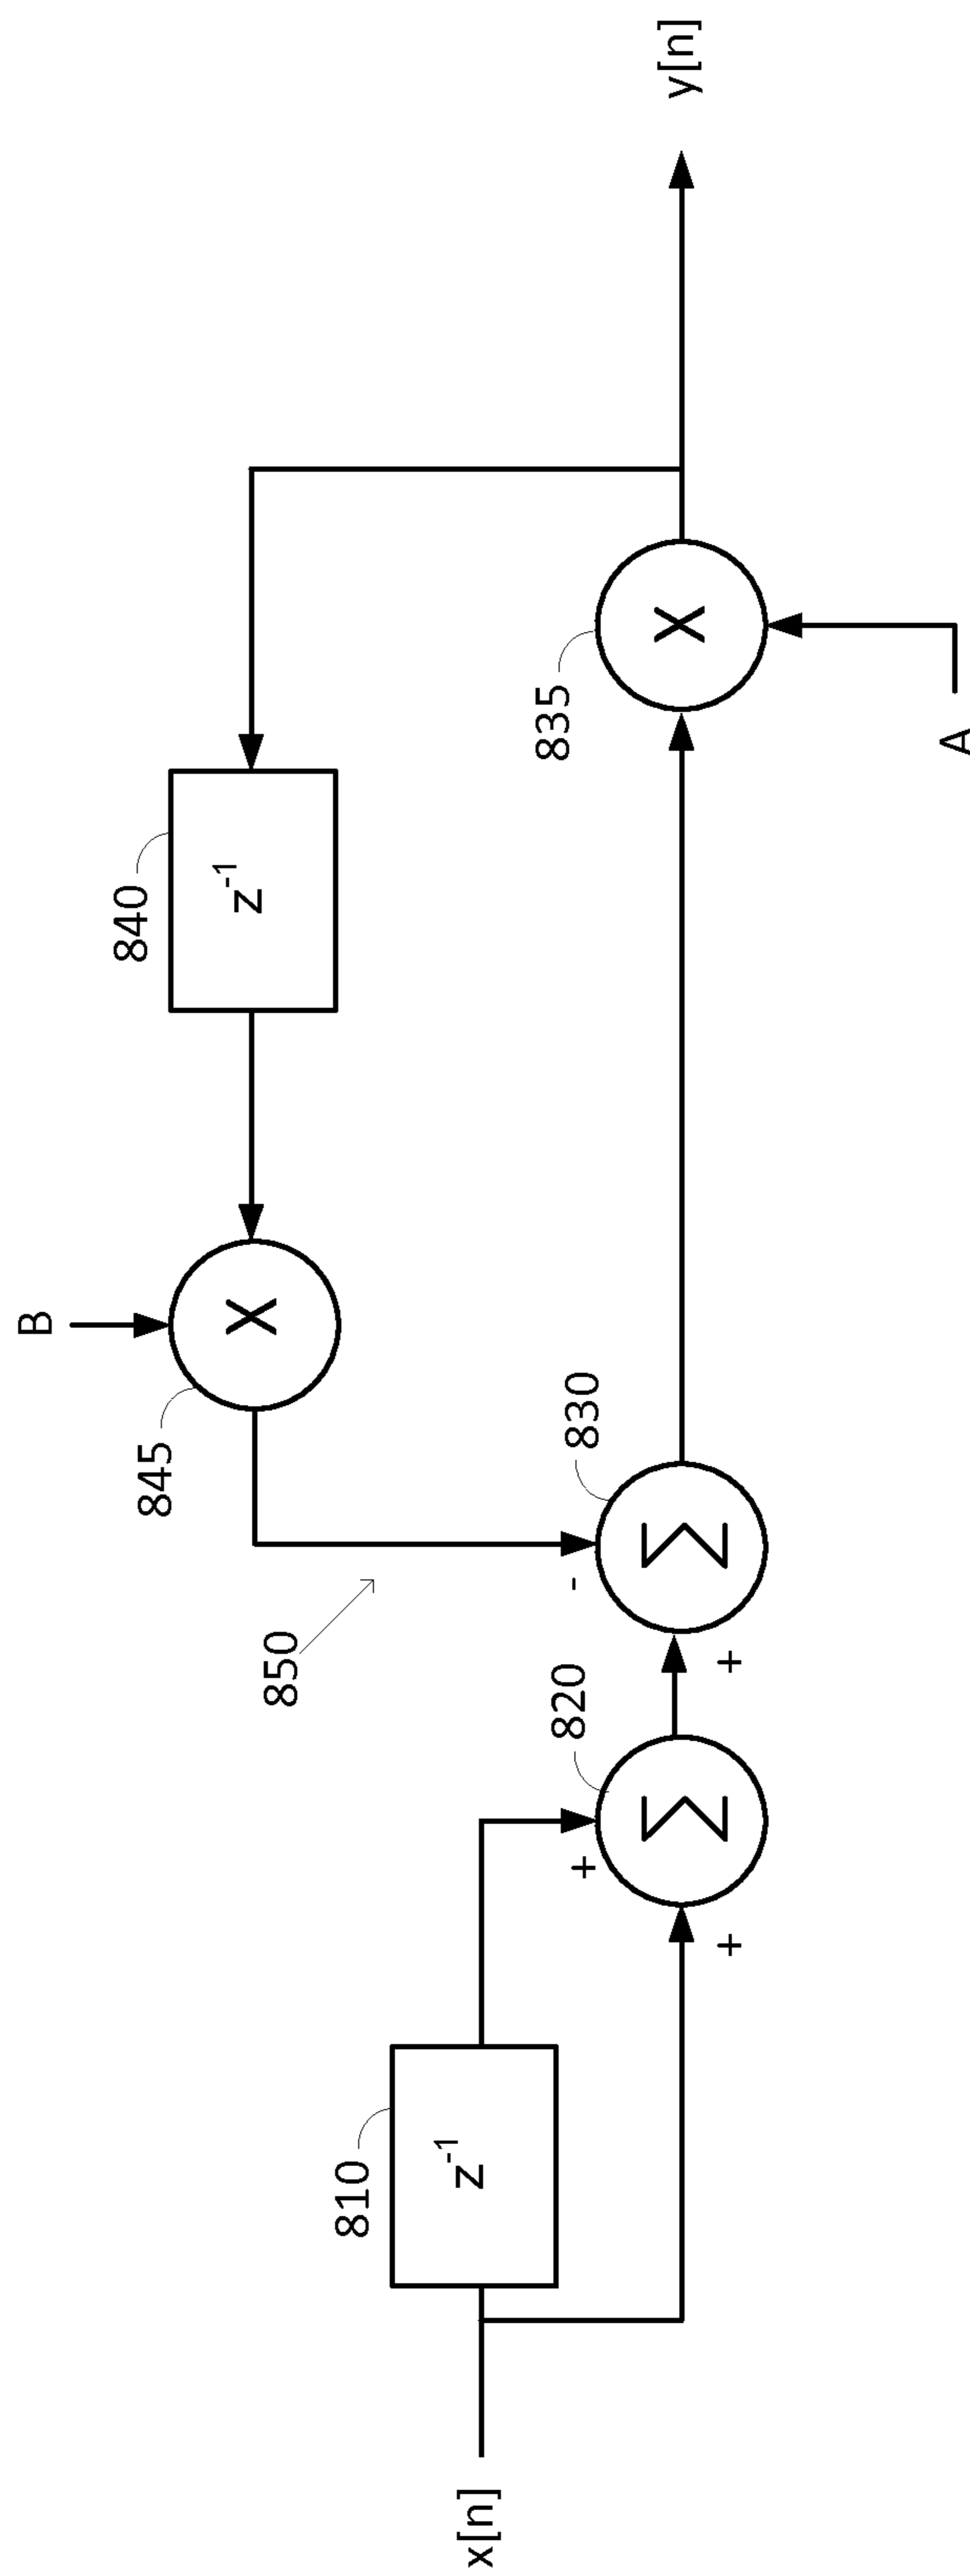 B
840
z-1
845
850
835
X
X
830
Σ
820
Σ
-
+
+
+
810
z-1
x[n]
y[n]
A